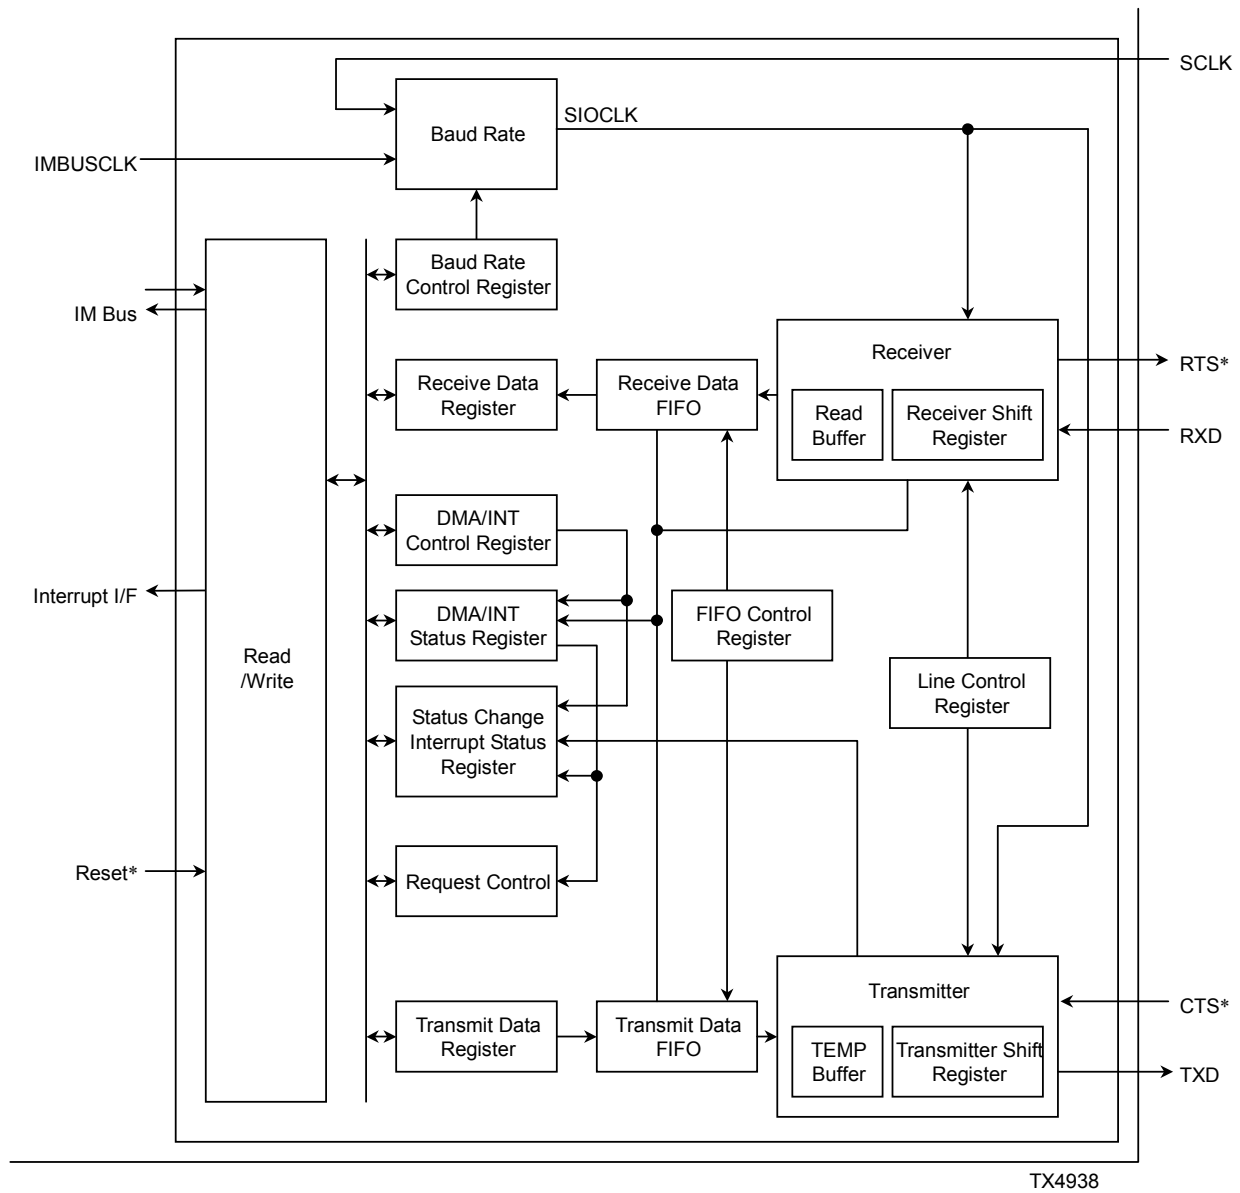 SCLK
SIOCLK
Baud Rate
IMBUSCLK
Baud Rate
Control Register
IM Bus
Receiver
RTS*
Receive Data
Register
Receive Data
FIFO
Read
Buffer
Receiver Shift
Register
RXD
DMA/INT
Control Register
Interrupt I/F
DMA/INT
Status Register
FIFO Control
Register
Read
/Write
Line Control
Register
Status Change
Interrupt Status
Register
Reset*
Request Control
Transmitter
CTS*
Transmit Data
Register
Transmit Data
FIFO
TEMP
Buffer
Transmitter Shift
Register
TXD
TX4938